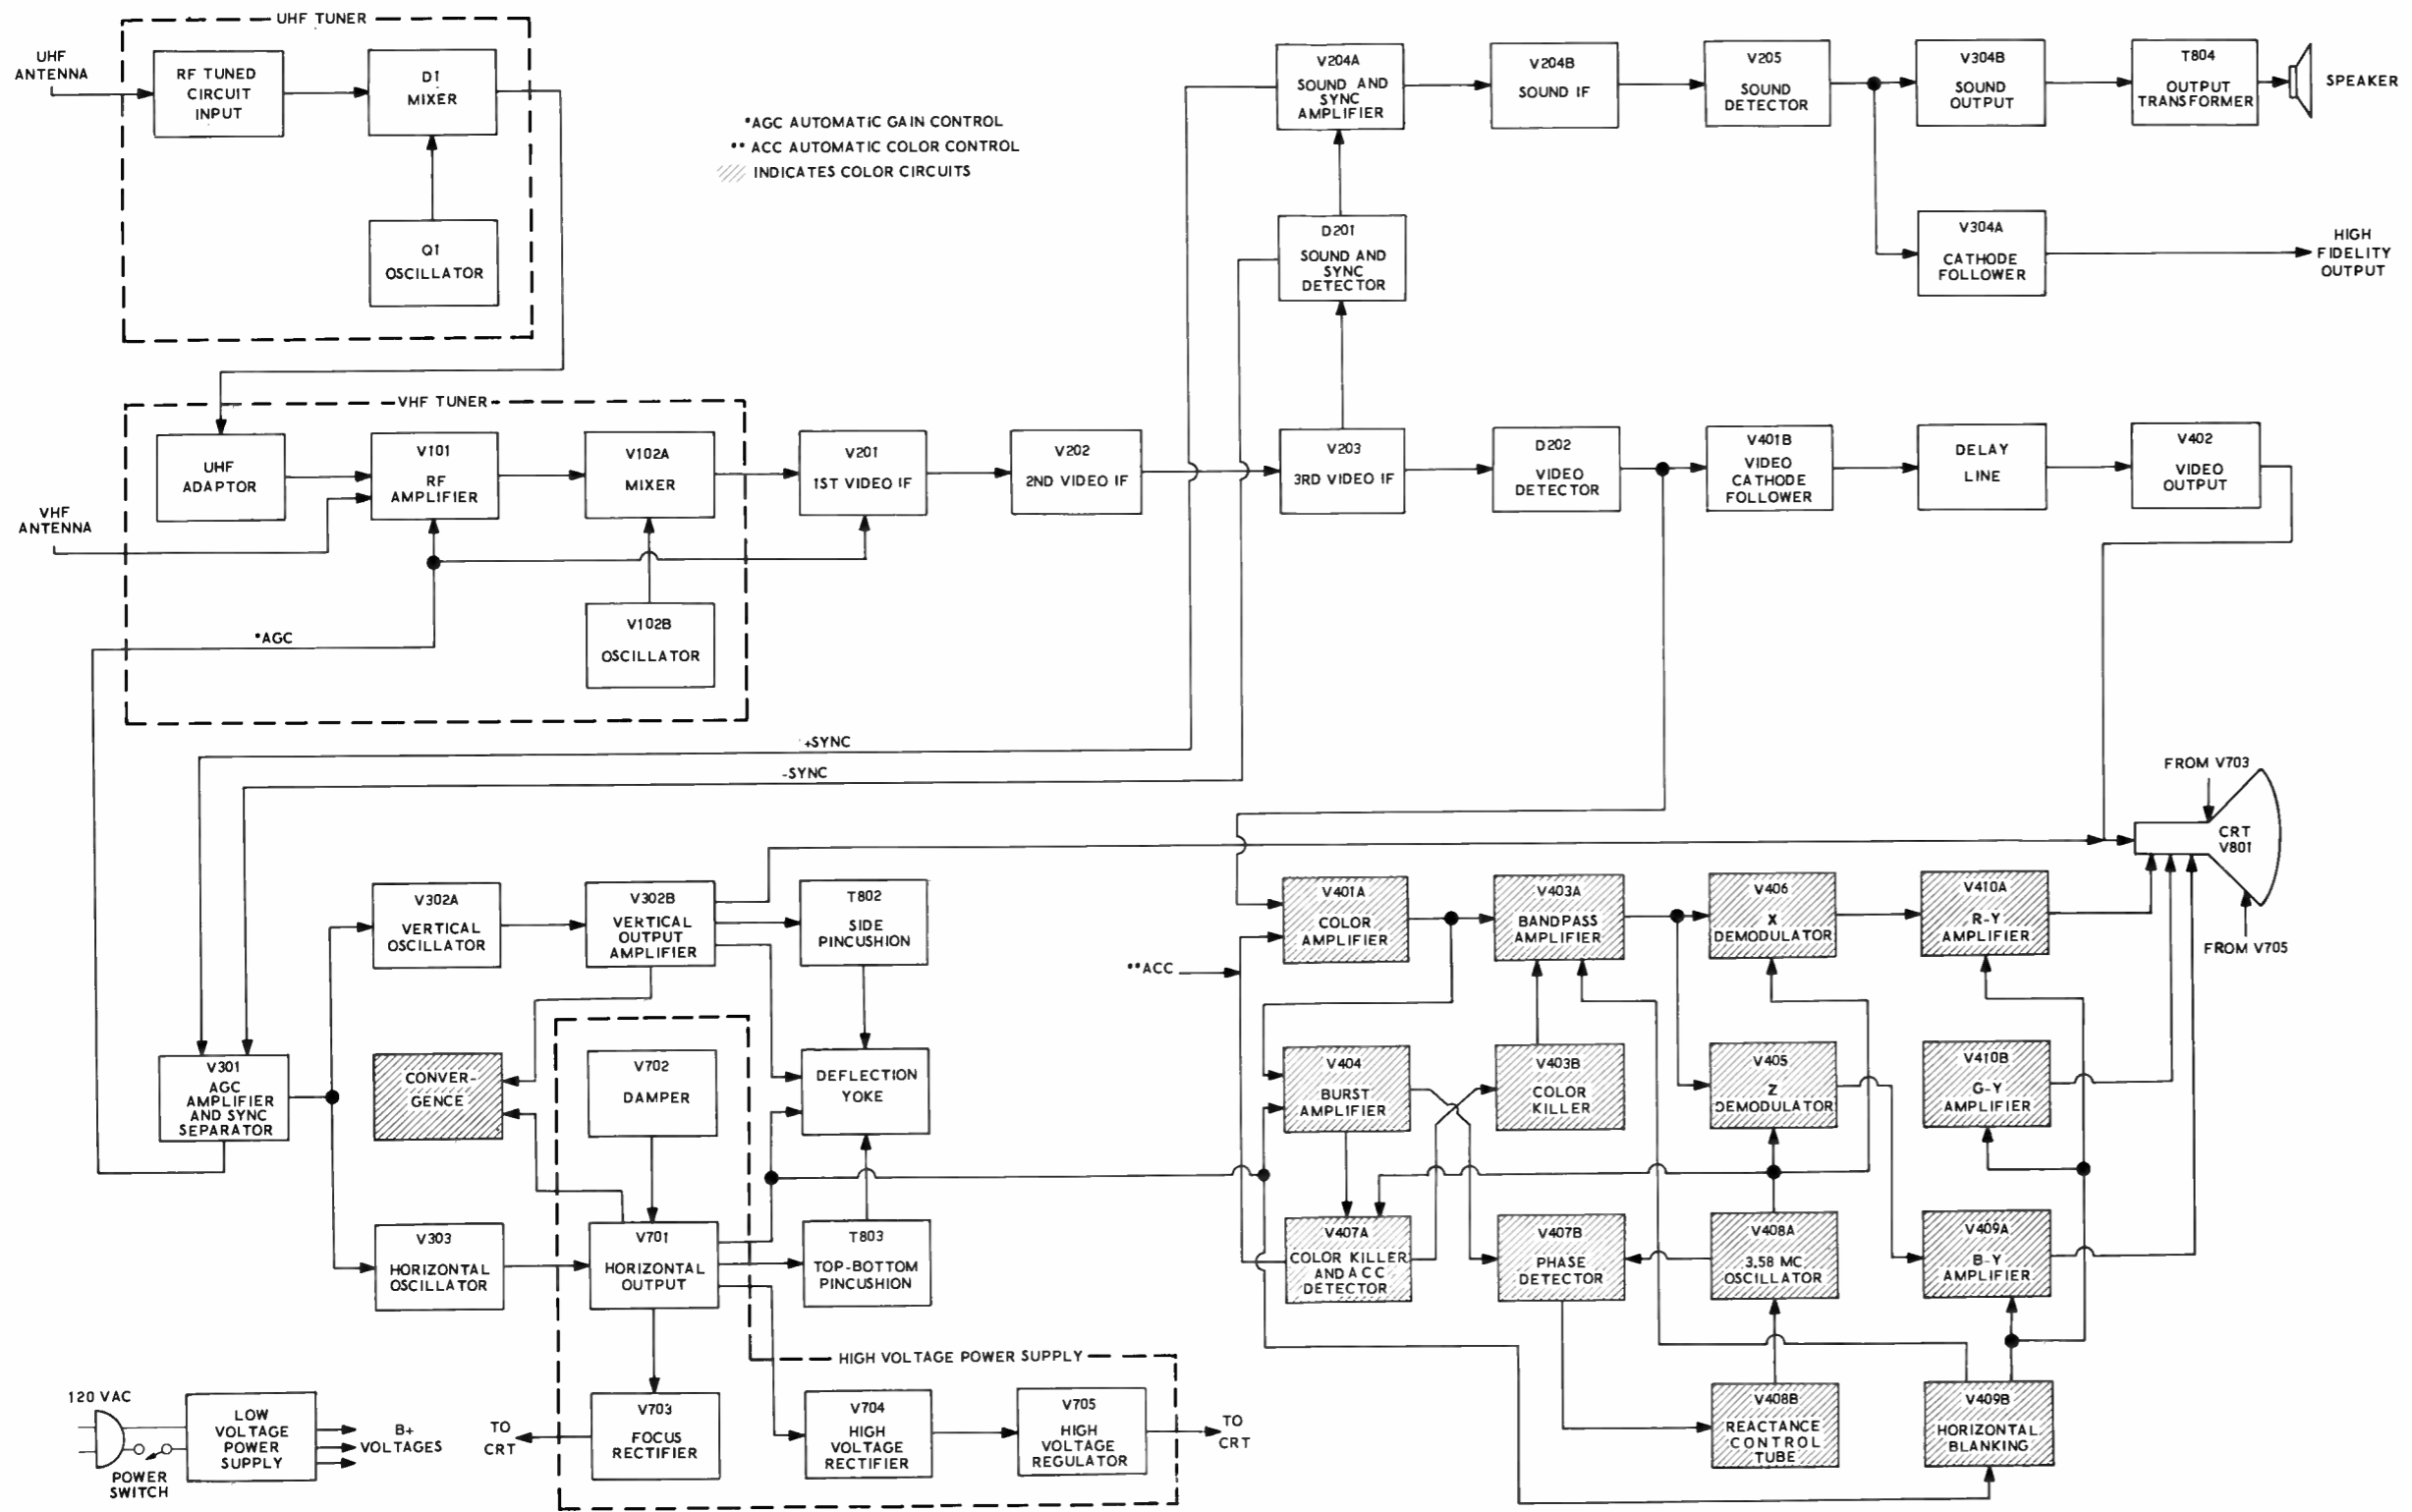 UHF TUNER
UHF
ANTENNA
RF TUNED
CIRCUIT
INPUT
D1
MIXER
Q1
OSCILLATOR
*AGC AUTOMATIC GAIN CONTROL
** ACC AUTOMATIC COLOR CONTROL
INDICATES COLOR CIRCUITS
V204A
SOUND AND
SYNC
AMPLIFIER
V204B
SOUND IF
V205
SOUND
DETECTOR
V304B
SOUND
OUTPUT
T804
OUTPUT
TRANSFORMER
SPEAKER
D201
SOUND AND
SYNC
DETECTOR
V304A
CATHODE
FOLLOWER
HIGH
FIDELITY
OUTPUT
VHF TUNER
UHF
ADAPTOR
V101
RF
AMPLIFIER
V102A
MIXER
V201
1ST VIDEO IF
V202
2ND VIDEO IF
V203
3RD VIDEO IF
D202
VIDEO
DETECTOR
V401B
VIDEO
CATHODE
FOLLOWER
DELAY
LINE
V402
VIDEO
OUTPUT
VHF
ANTENNA
V102B
OSCILLATOR
*AGC
+SYNC
-SYNC
FROM V703
CRT
V801
FROM V705
V302A
VERTICAL
OSCILLATOR
V302B
VERTICAL
OUTPUT
AMPLIFIER
T802
SIDE
PINCUSHION
V401A
COLOR
AMPLIFIER
V403A
BANDPASS
AMPLIFIER
V406
X
DEMODULATOR
V410A
R-Y
AMPLIFIER
**ACC
V301
AGC
AMPLIFIER
AND SYNC
SEPARATOR
CONVER-
GENCE
V702
DAMPER
DEFLECTION
YOKE
V404
BURST
AMPLIFIER
V403B
COLOR
KILLER
V405
Z
DEMODULATOR
V410B
G-Y
AMPLIFIER
V303
HORIZONTAL
OSCILLATOR
V701
HORIZONTAL
OUTPUT
T803
TOP-BOTTOM
PINCUSHION
V407A
COLOR KILLER
AND ACC
DETECTOR
V407B
PHASE
DETECTOR
V408A
3.58 MC
OSCILLATOR
V409A
B-Y
AMPLIFIER
HIGH VOLTAGE POWER SUPPLY
120 VAC
POWER
SWITCH
LOW
VOLTAGE
POWER
SUPPLY
B+
VOLTAGES
TO
CRT
V703
FOCUS
RECTIFIER
V704
HIGH
VOLTAGE
RECTIFIER
V705
HIGH
VOLTAGE
REGULATOR
TO
CRT
V408B
REACTANCE
CONTROL
TUBE
V409B
HORIZONTAL
BLANKING